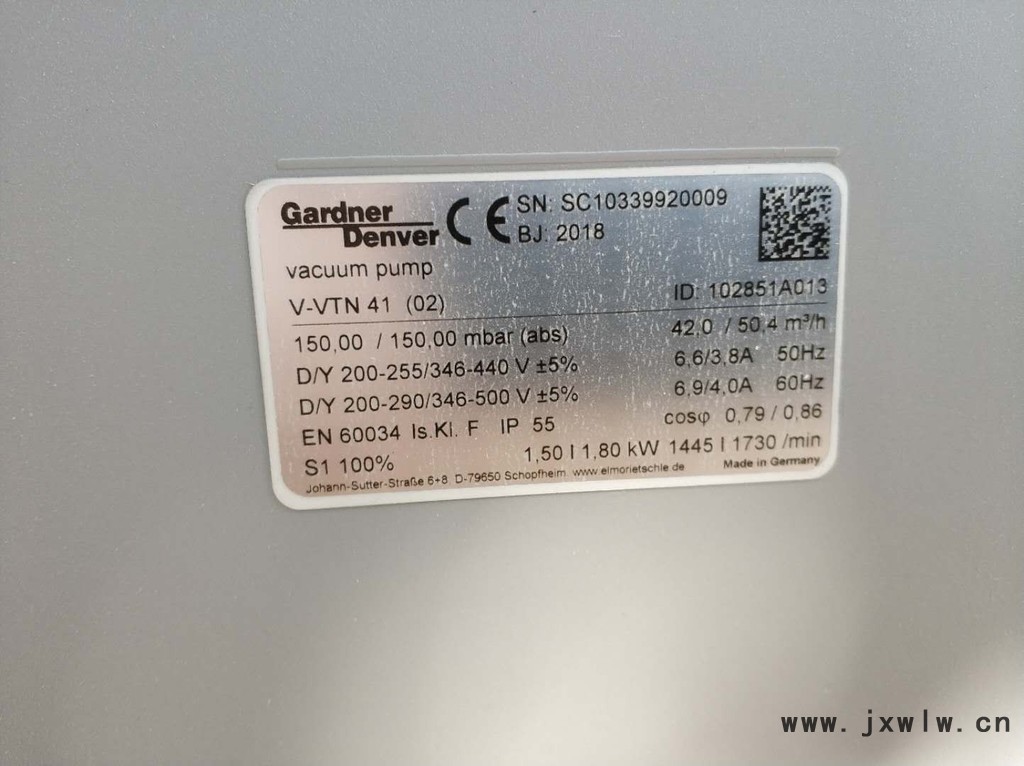 Gardner
Denver
CE
SN: SC10339920009
BJ: 2018
vacuum pump
V-VTN 41 (02)
ID: 102851A013
150,00 / 150,00 mbar (abs)
42,0 / 50,4 m³/h
D/Y 200-255/346-440 V ±5%
6,6/3,8A 50Hz
D/Y 200-290/346-500 V ±5%
6,9/4,0A 60Hz
EN 60034 Is.Kl. F IP 55
cosφ 0,79 / 0,86
S1 100%
1,50 | 1,80 kW 1445 | 1730 /min
Johann-Sutter-Straße 6+8 D-79650 Schopfheim www.elmorietschle.de
Made in Germany
www.jxwlw.cn